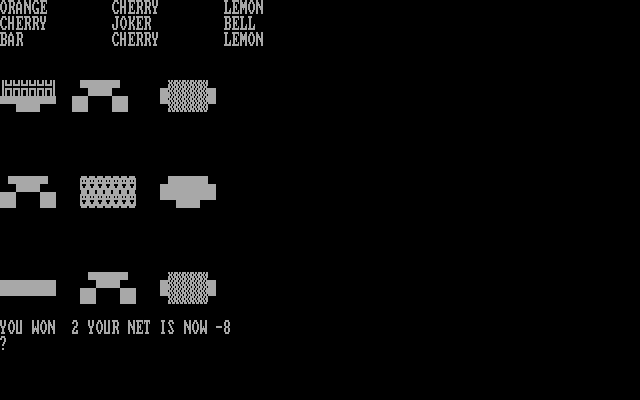 ORANGE CHERRY LEMON
CHERRY JOKER BELL
BAR CHERRY LEMON
YOU WON 2 YOUR NET IS NOW -8
?